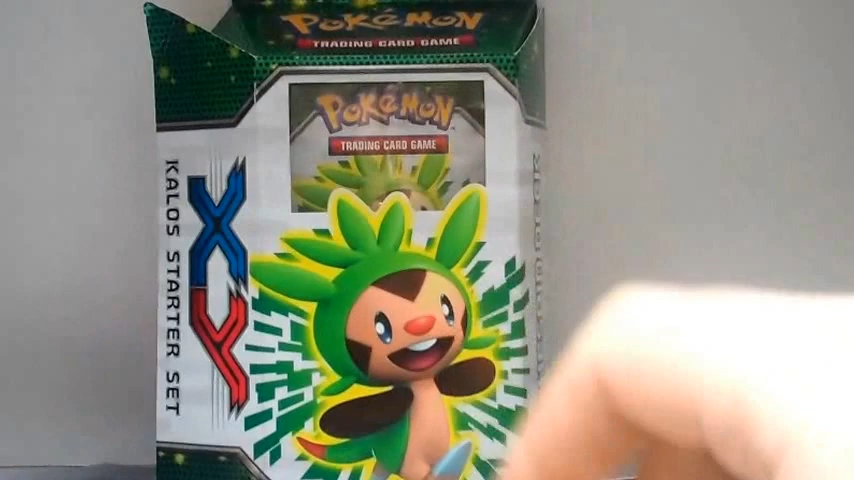 POKéMON
TRADING CARD GAME
POKéMON
TRADING CARD GAME
XY
KALOS STARTER SET